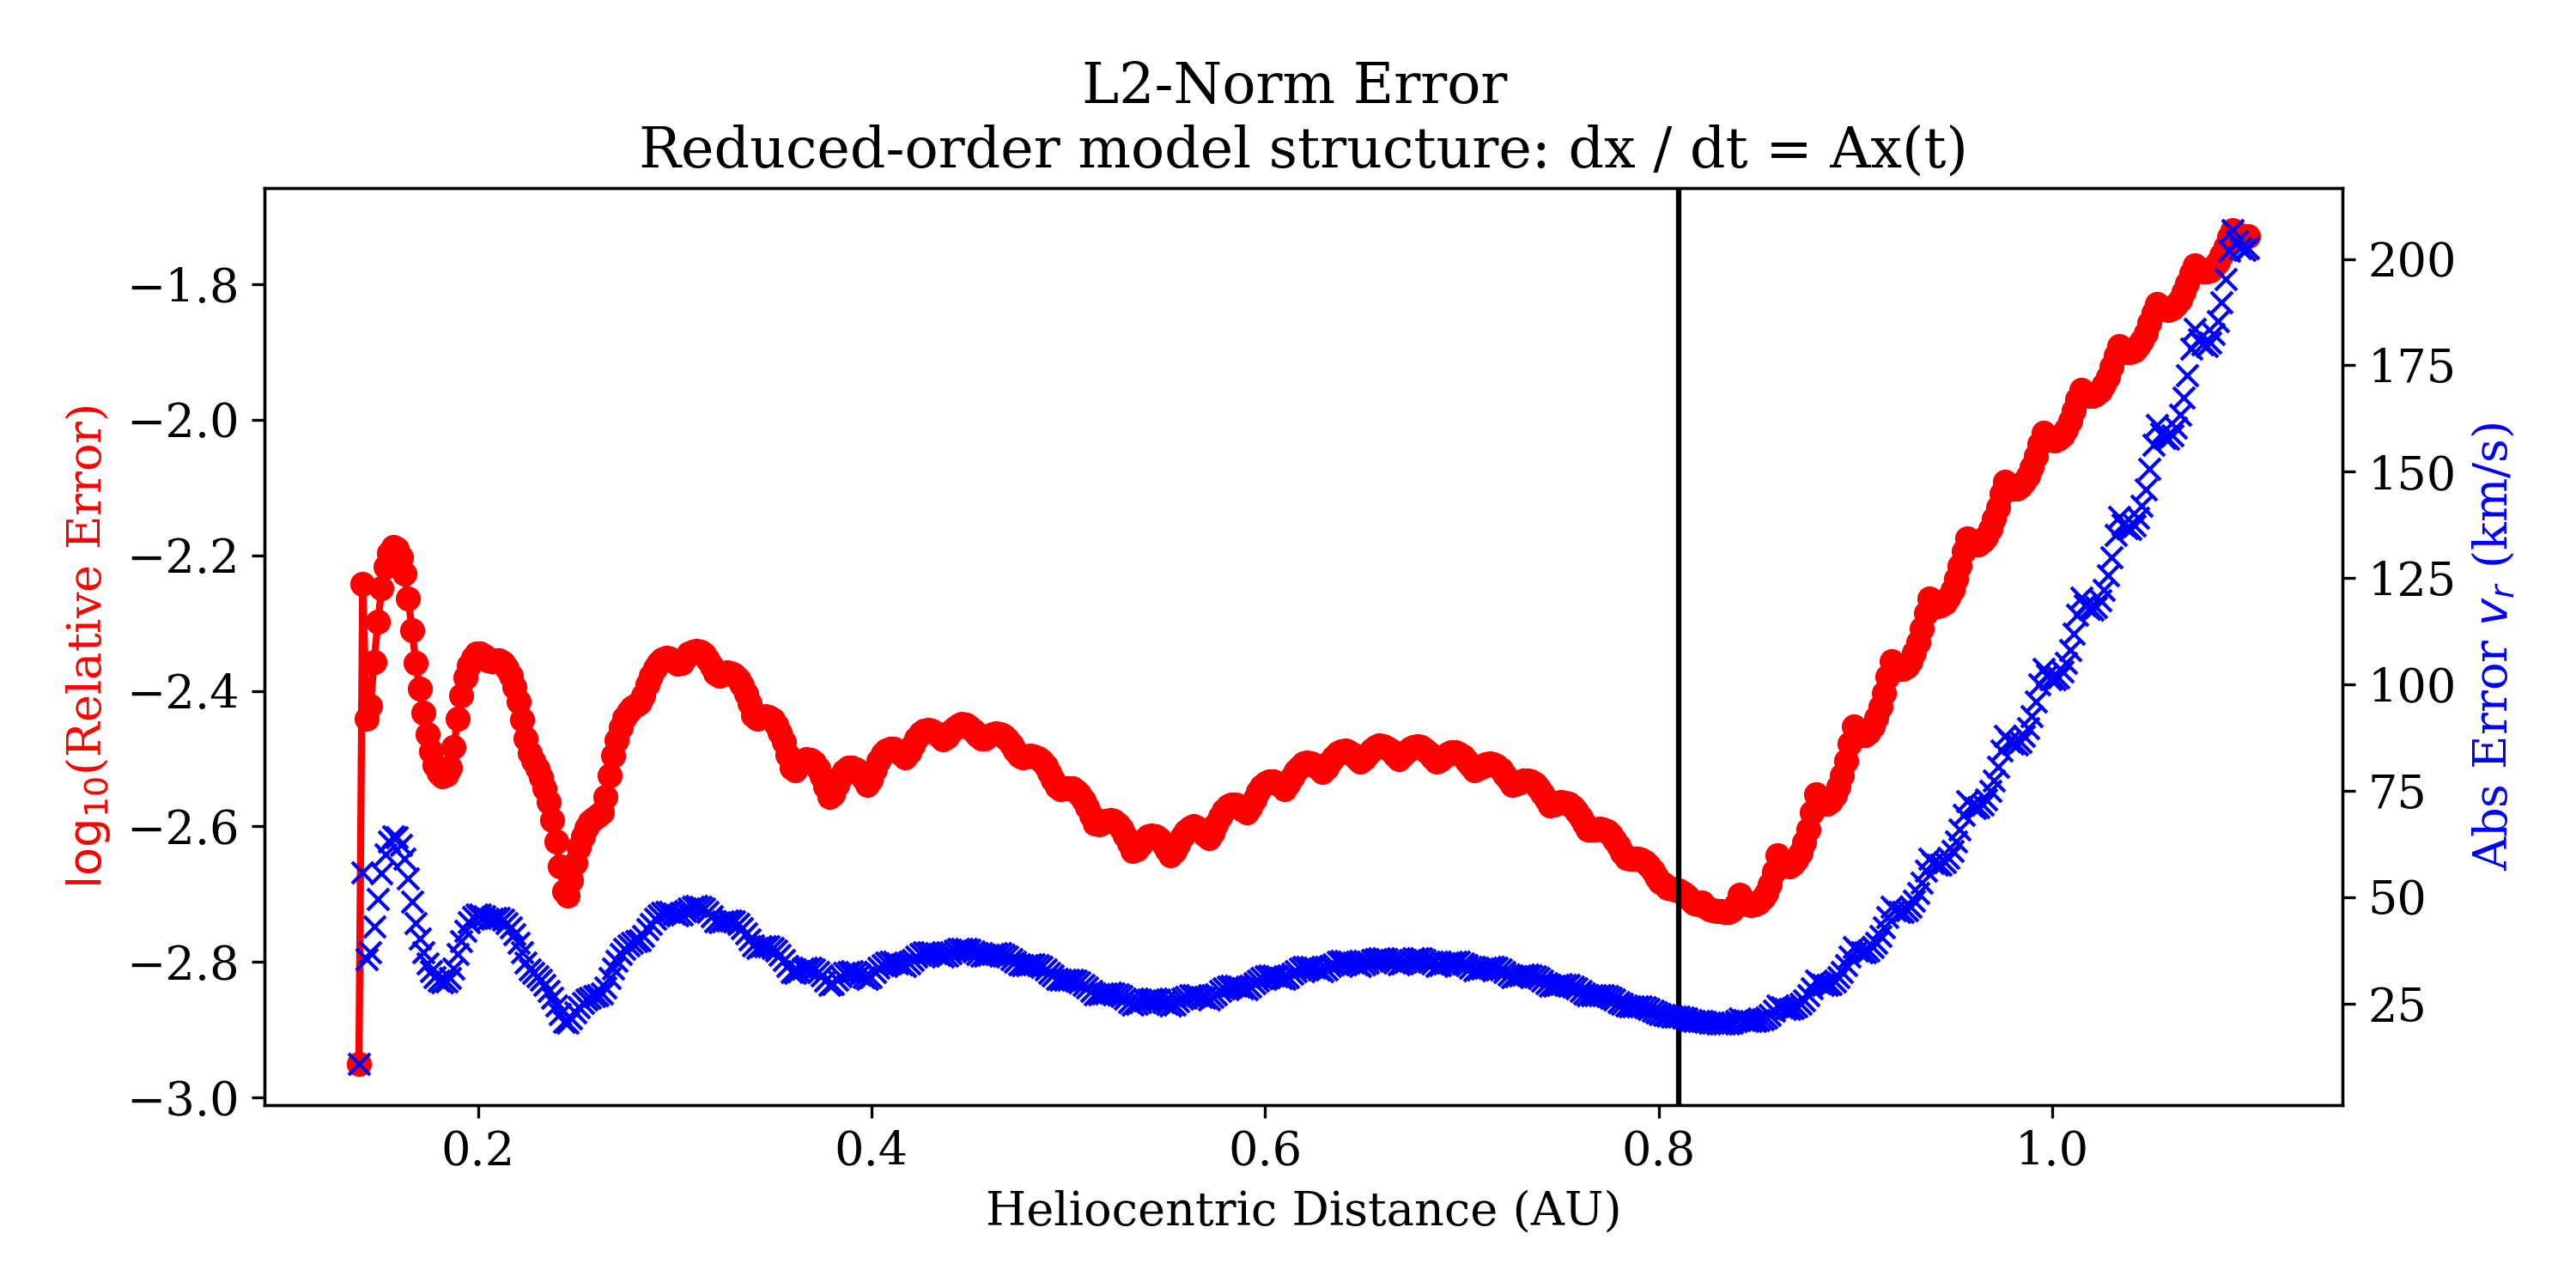 L2-Norm Error
Reduced-order model structure: dx / dt = Ax(t)
log₁₀(Relative Error)
−1.8
−2.0
−2.2
−2.4
−2.6
−2.8
−3.0
200
175
150
125
100
75
50
25
Abs Error vᵣ (km/s)
0.2 0.4 0.6 0.8 1.0
Heliocentric Distance (AU)